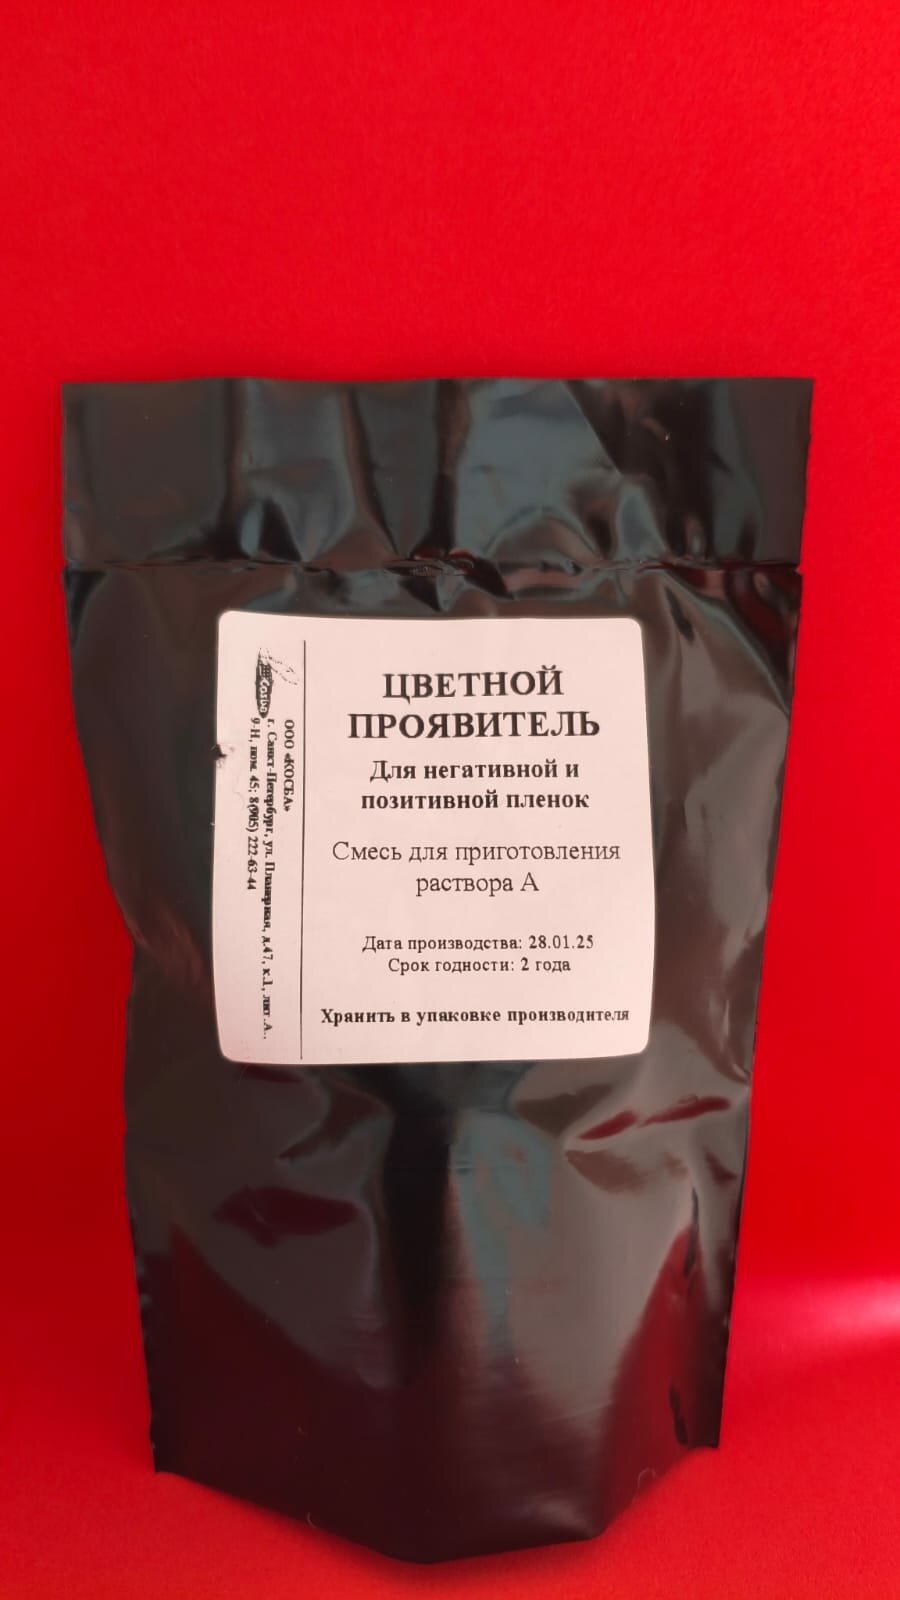 ЦВЕТНОЙ
ПРОЯВИТЕЛЬ
Для негативной и
позитивной пленок
Смесь для приготовления
раствора А
Дата производства: 28.01.25
Срок годности: 2 года
Хранить в упаковке производителя
Cosba
ООО «КОСБА»
г. Санкт-Петербург, ул. Планерная, д.47, к.1, лит.А.,
9-Н, пом. 45; 8(905) 222-63-44